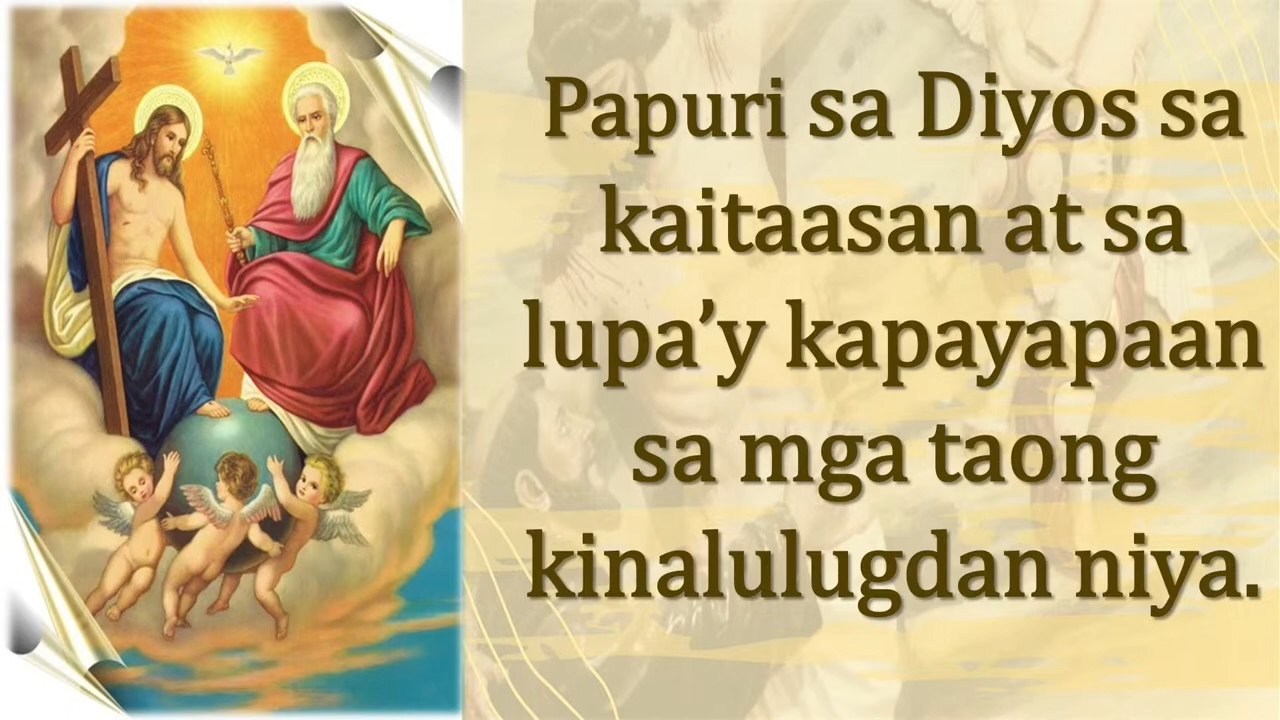 Papuri sa Diyos sa
kaitaasan at sa
lupa’y kapayapaan
sa mga taong
kinalulugdan niya.